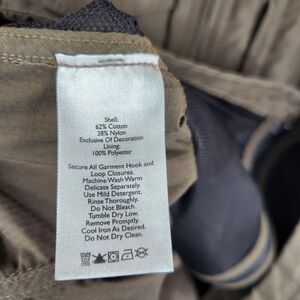 Shell:
62% Cotton
38% Nylon
Exclusive Of Decoration
Lining:
100% Polyester
Secure All Garment Hook and
Loop Closures.
Machine Wash Warm
Delicate Separately.
Use Mild Detergent.
Rinse Thoroughly.
Do Not Bleach.
Tumble Dry Low.
Remove Promptly.
Cool Iron As Desired.
Do Not Dry Clean.